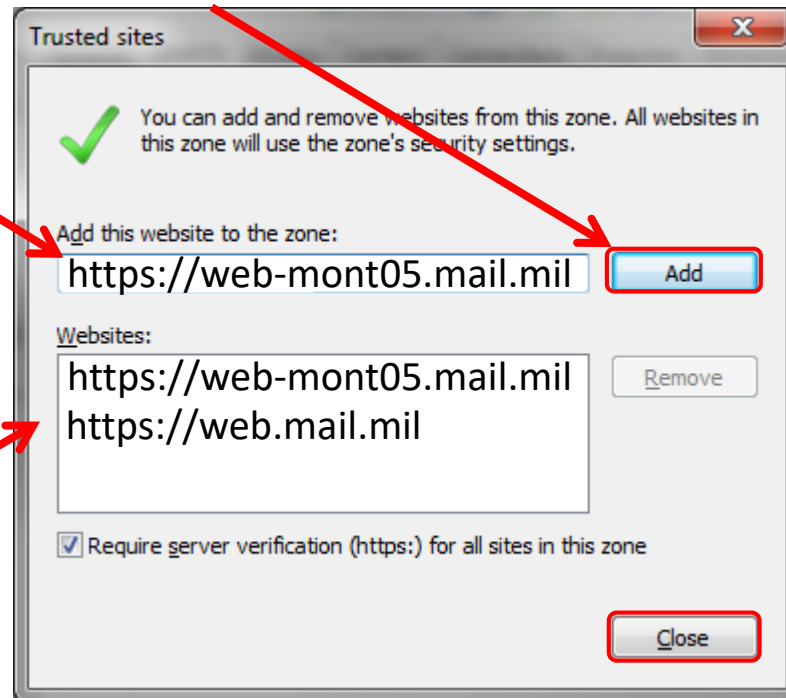 Trusted sites
You can add and remove websites from this zone. All websites in
this zone will use the zone's security settings.
Add this website to the zone:
https://web-mont05.mail.mil
Add
Websites:
https://web-mont05.mail.mil
Remove
https://web.mail.mil
Require server verification (https:) for all sites in this zone
Close